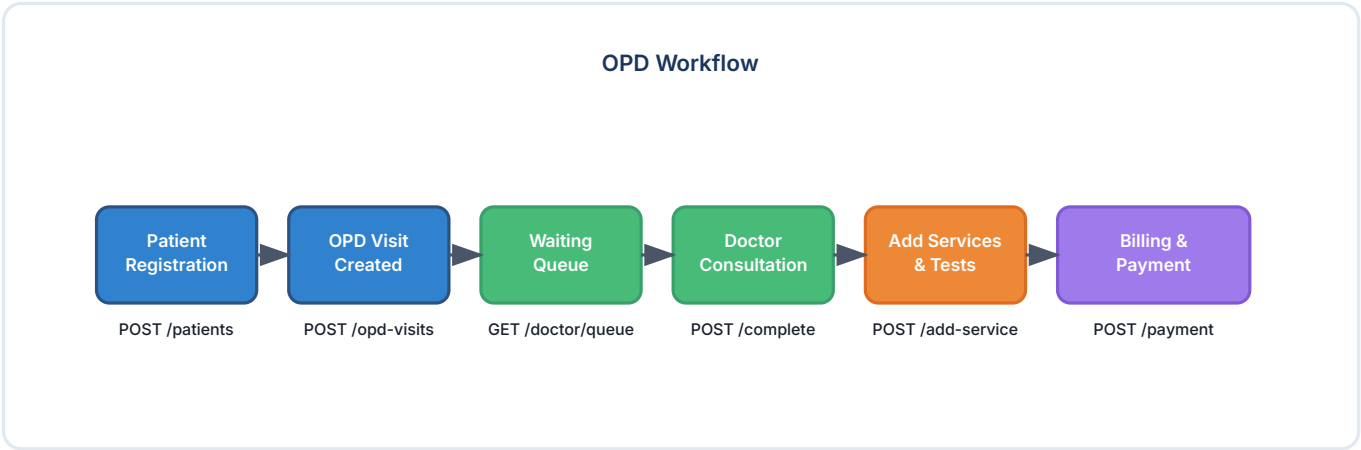 OPD Workflow
Patient
Registration
OPD Visit
Created
Waiting
Queue
Doctor
Consultation
Add Services
& Tests
Billing &
Payment
POST /patients
POST /opd-visits
GET /doctor/queue
POST /complete
POST /add-service
POST /payment